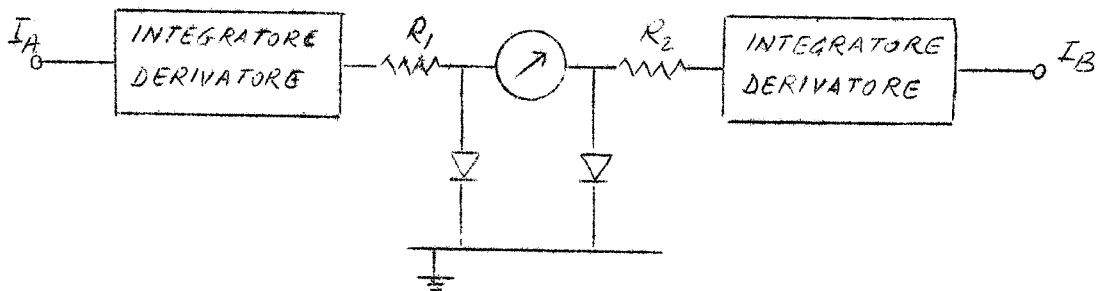 I_A
INTEGRATORE
DERIVATORE
R_1
R_2
INTEGRATORE
DERIVATORE
I_B